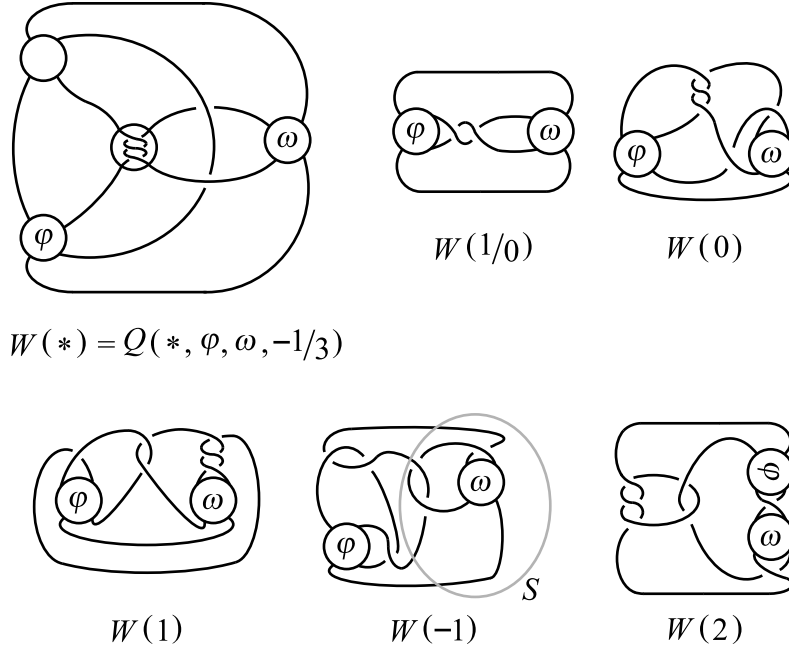 ω
φ
φ
ω
φ
ω
W(1/0)
W(0)
W(∗) = Q(∗, φ, ω, −1/3)
φ
ω
φ
ω
φ
ω
S
W(1)
W(−1)
W(2)